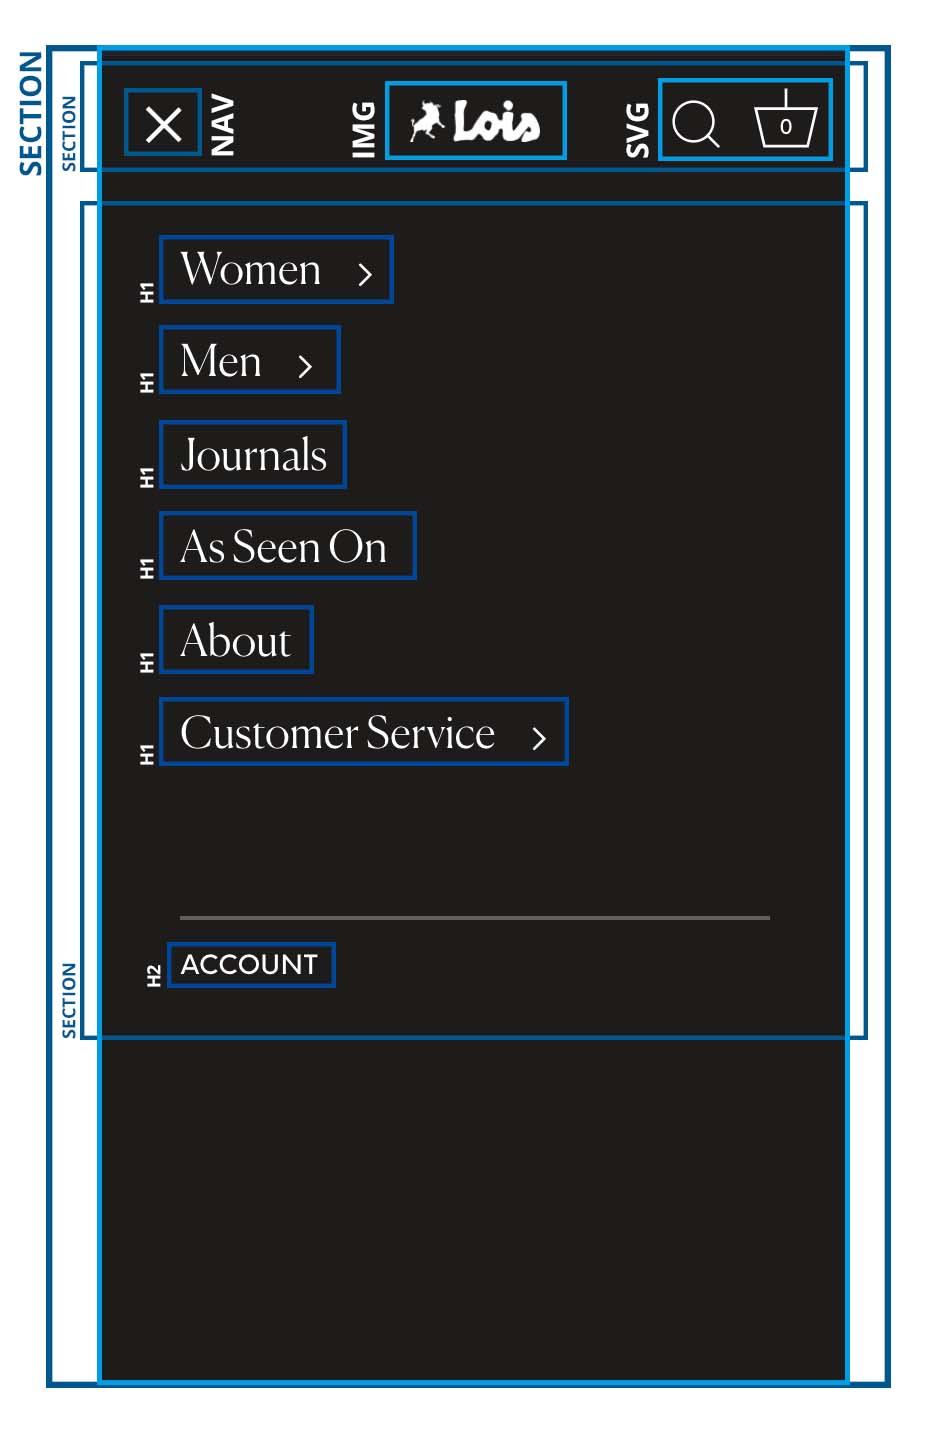 SECTION
SECTION
NAV
IMG
Lois
SVG
0
H1
Women
H1
Men
H1
Journals
H1
As Seen On
H1
About
H1
Customer Service
SECTION
H2
ACCOUNT